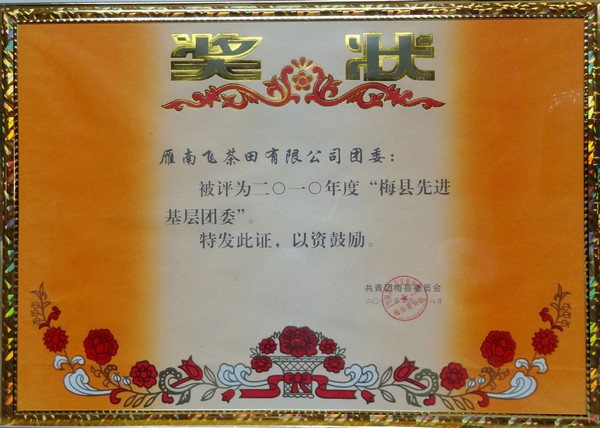 奖状
雁南飞茶田有限公司团委：
被评为二〇一〇年度“梅县先进
基层团委”。
特发此证，以资鼓励。
共青团梅县委员会